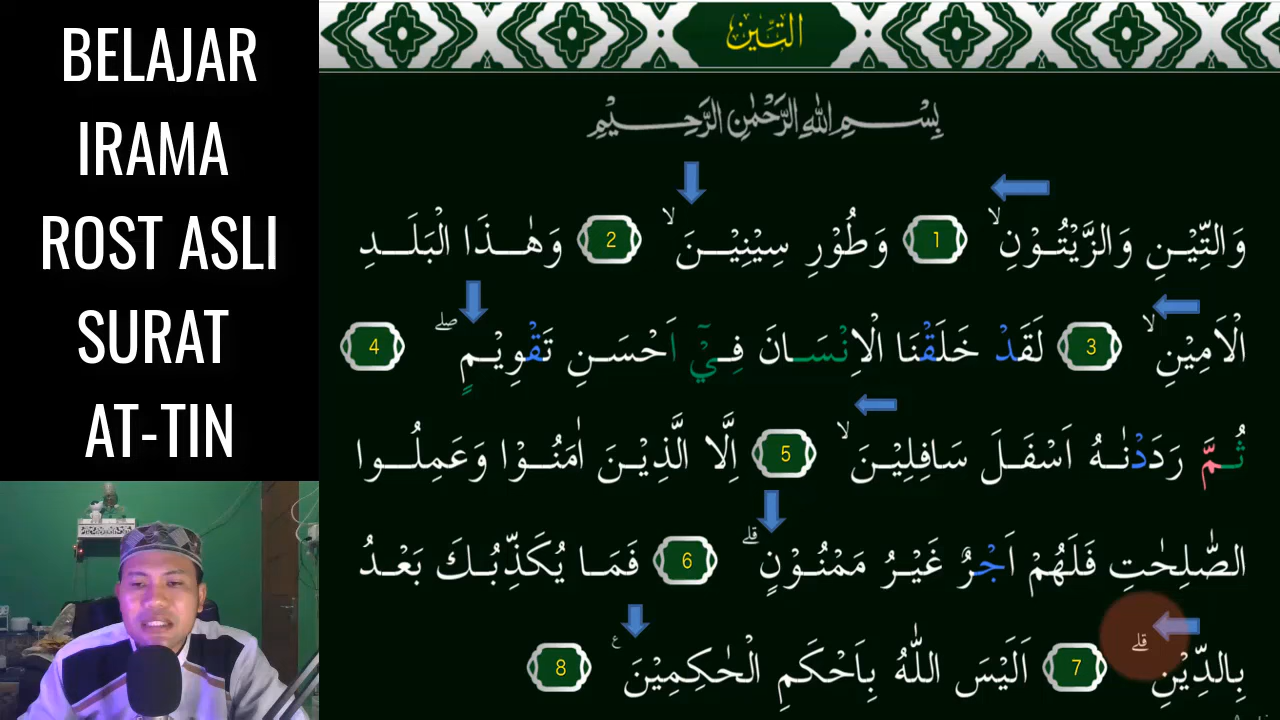 BELAJAR
IRAMA
ROST ASLI
SURAT
AT-TIN
التين
بِسْمِ اللهِ الرَّحْمٰنِ الرَّحِيْمِ
وَالتِّيْنِ وَالزَّيْتُوْنِۙ 1 وَطُوْرِ سِيْنِيْنَۙ 2 وَهٰذَا الْبَلَدِ
الْاَمِيْنِۙ 3 لَقَدْ خَلَقْنَا الْاِنْسَانَ فِيْٓ اَحْسَنِ تَقْوِيْمٍۖ 4
ثُمَّ رَدَدْنٰهُ اَسْفَلَ سَافِلِيْنَۙ 5 اِلَّا الَّذِيْنَ اٰمَنُوْا وَعَمِلُوا
الصّٰلِحٰتِ فَلَهُمْ اَجْرٌ غَيْرُ مَمْنُوْنٍۗ 6 فَمَا يُكَذِّبُكَ بَعْدُ
بِالدِّيْنِۗ 7 اَلَيْسَ اللّٰهُ بِاَحْكَمِ الْحٰكِمِيْنَ ࣖ 8